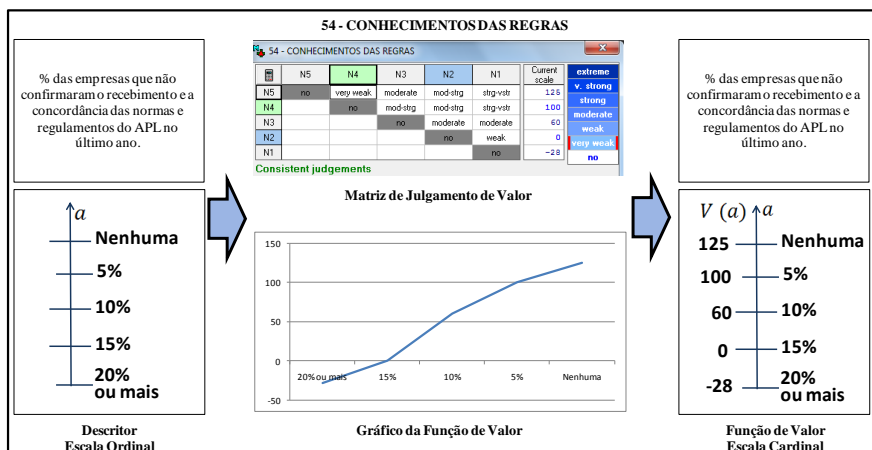 54 - CONHECIMENTOS DAS REGRAS
% das empresas que não
confirmaram o recebimento e a
concordância das normas e
regulamentos do APL no
último ano.
a
Nenhuma
5%
10%
15%
20%
ou mais
Descritor
Escala Ordinal
54 - CONHECIMENTOS DAS REGRAS
N5 N4 N3 N2 N1 Current scale
N5 no very weak moderate mod-strg strg-vstr 125
N4 no mod-strg mod-strg strg-vstr 100
N3 no moderate moderate 60
N2 no weak 0
N1 no -28
extreme
v. strong
strong
moderate
weak
very weak
no
Consistent judgements
Matriz de Julgamento de Valor
150
100
50
0
-50
20% ou mais 15% 10% 5% Nenhuma
Gráfico da Função de Valor
% das empresas que não
confirmaram o recebimento e a
concordância das normas e
regulamentos do APL no
último ano.
V (a) a
125 Nenhuma
100 5%
60 10%
0 15%
-28 20%
ou mais
Função de Valor
Escala Cardinal